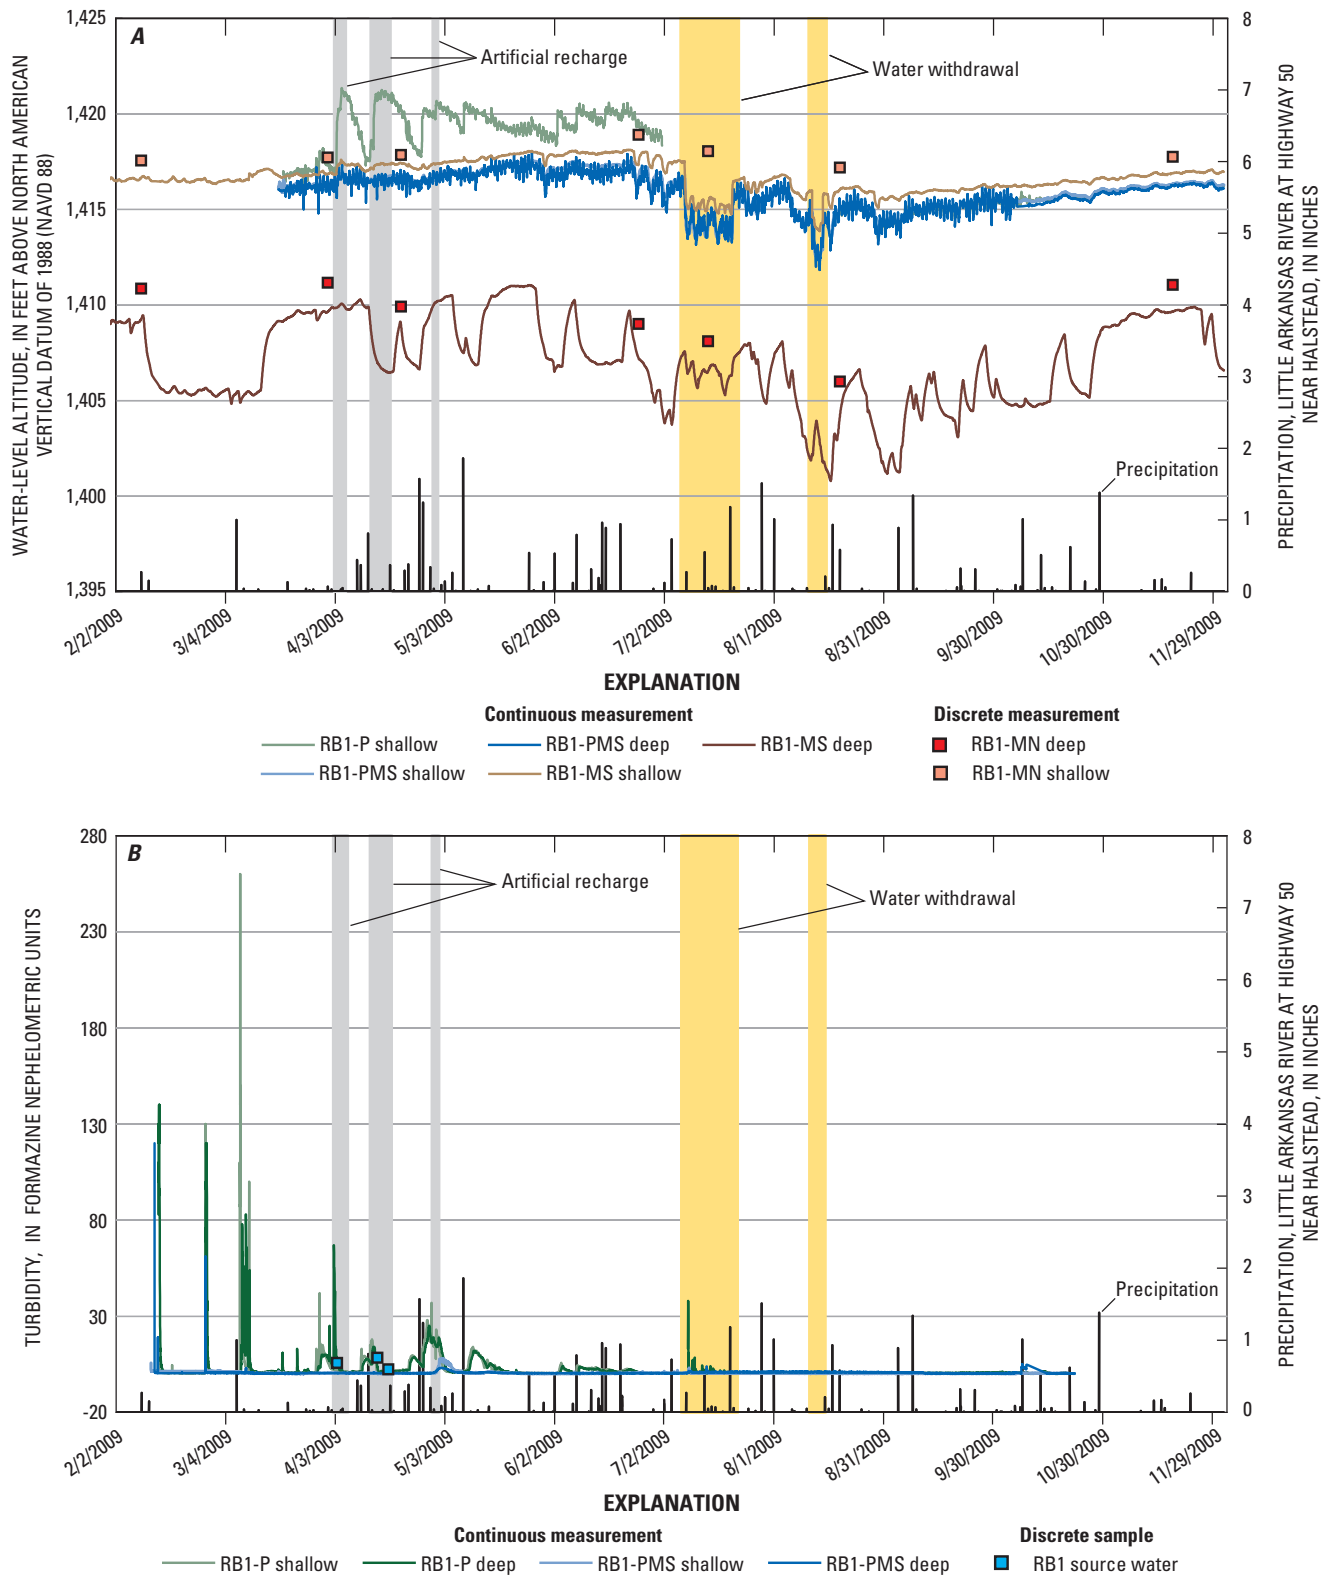 A
WATER-LEVEL ALTITUDE, IN FEET ABOVE NORTH AMERICAN
VERTICAL DATUM OF 1988 (NAVD 88)
1,425
1,420
1,415
1,410
1,405
1,400
1,395
Artificial recharge
Water withdrawal
Precipitation
8
7
6
5
4
3
2
1
0
PRECIPITATION, LITTLE ARKANSAS RIVER AT HIGHWAY 50
NEAR HALSTEAD, IN INCHES
2/2/2009
3/4/2009
4/3/2009
5/3/2009
6/2/2009
7/2/2009
8/1/2009
8/31/2009
9/30/2009
10/30/2009
11/29/2009
EXPLANATION
Continuous measurement
Discrete measurement
RB1-P shallow
RB1-PMS deep
RB1-MS deep
RB1-MN deep
RB1-PMS shallow
RB1-MS shallow
RB1-MN shallow
B
TURBIDITY, IN FORMAZINE NEPHELOMETRIC UNITS
280
230
180
130
80
30
-20
Artificial recharge
Water withdrawal
Precipitation
8
7
6
5
4
3
2
1
0
PRECIPITATION, LITTLE ARKANSAS RIVER AT HIGHWAY 50
NEAR HALSTEAD, IN INCHES
2/2/2009
3/4/2009
4/3/2009
5/3/2009
6/2/2009
7/2/2009
8/1/2009
8/31/2009
9/30/2009
10/30/2009
11/29/2009
EXPLANATION
Continuous measurement
Discrete sample
RB1-P shallow
RB1-P deep
RB1-PMS shallow
RB1-PMS deep
RB1 source water